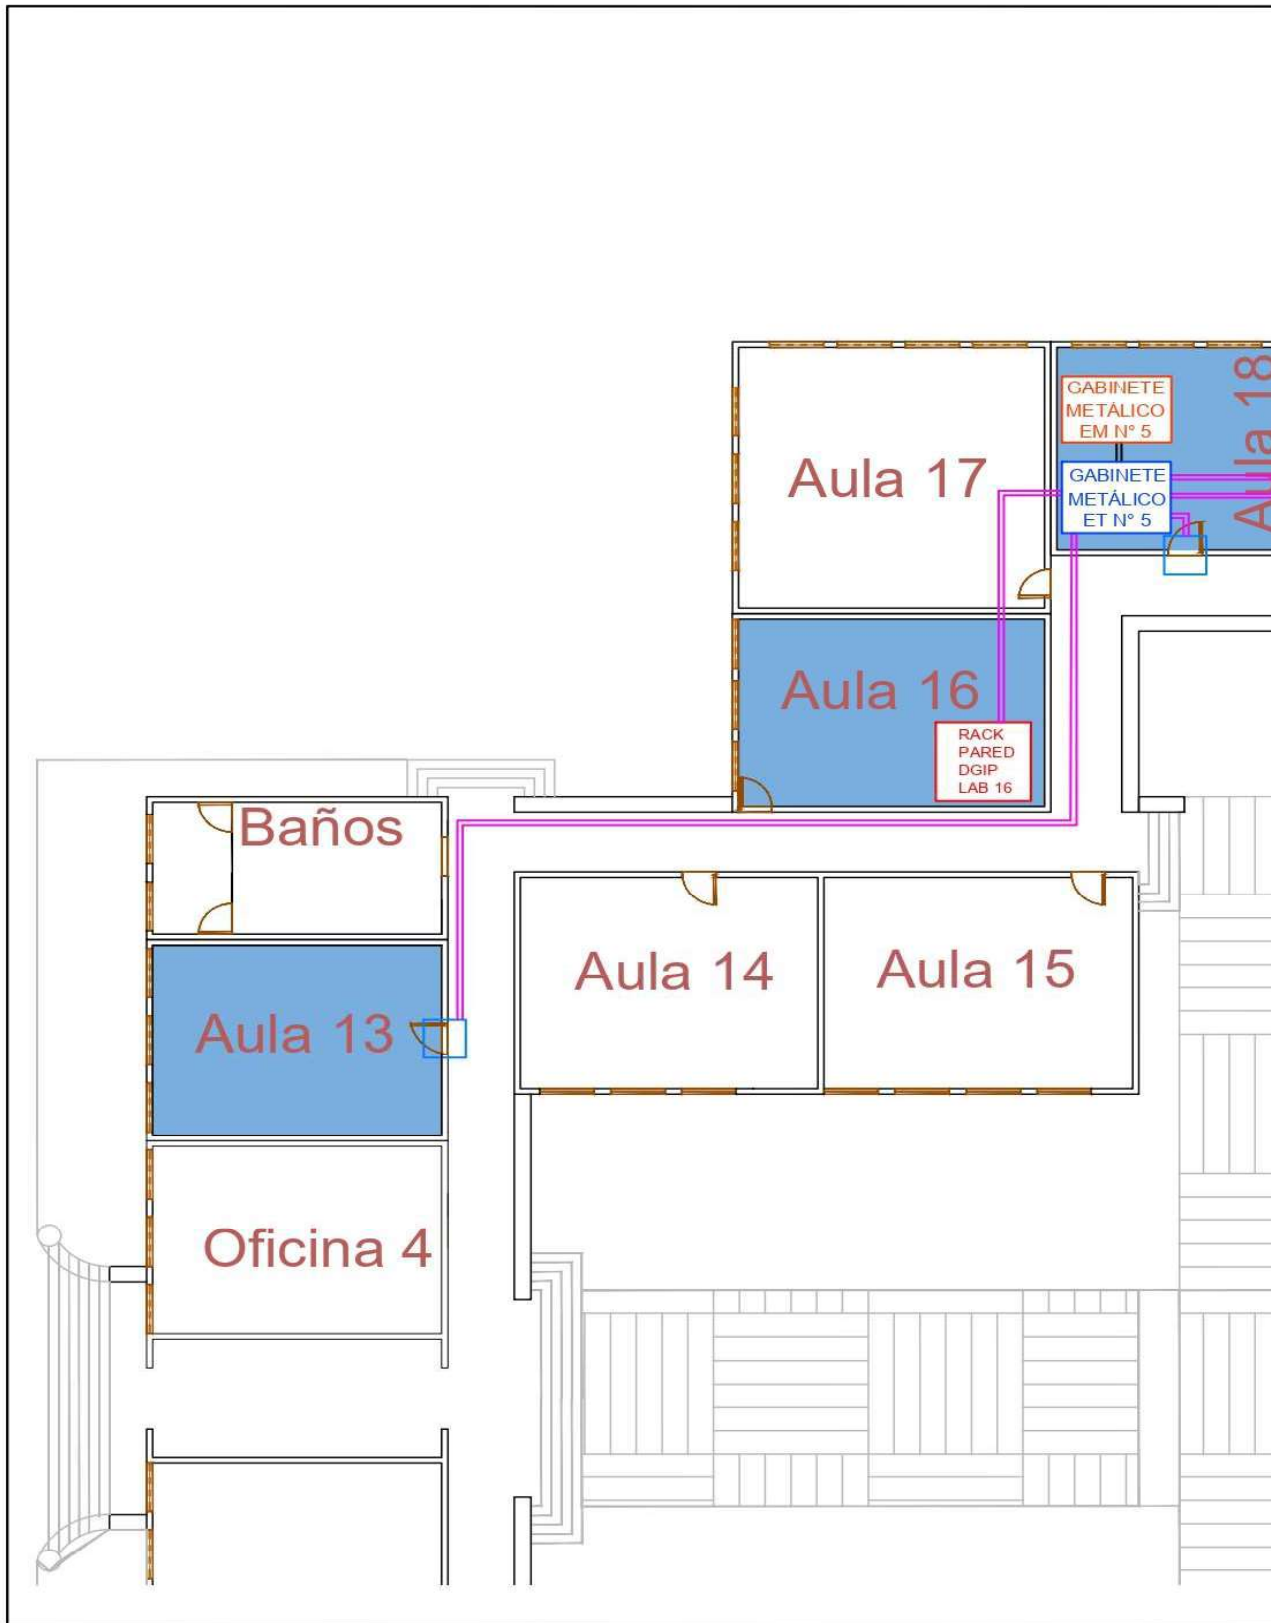 Aula 18
GABINETE
METÁLICO
EM N° 5
Aula 17
GABINETE
METÁLICO
ET N° 5
Aula 16
RACK
PARED
DGIP
LAB 16
Baños
Aula 14
Aula 15
Aula 13
Oficina 4